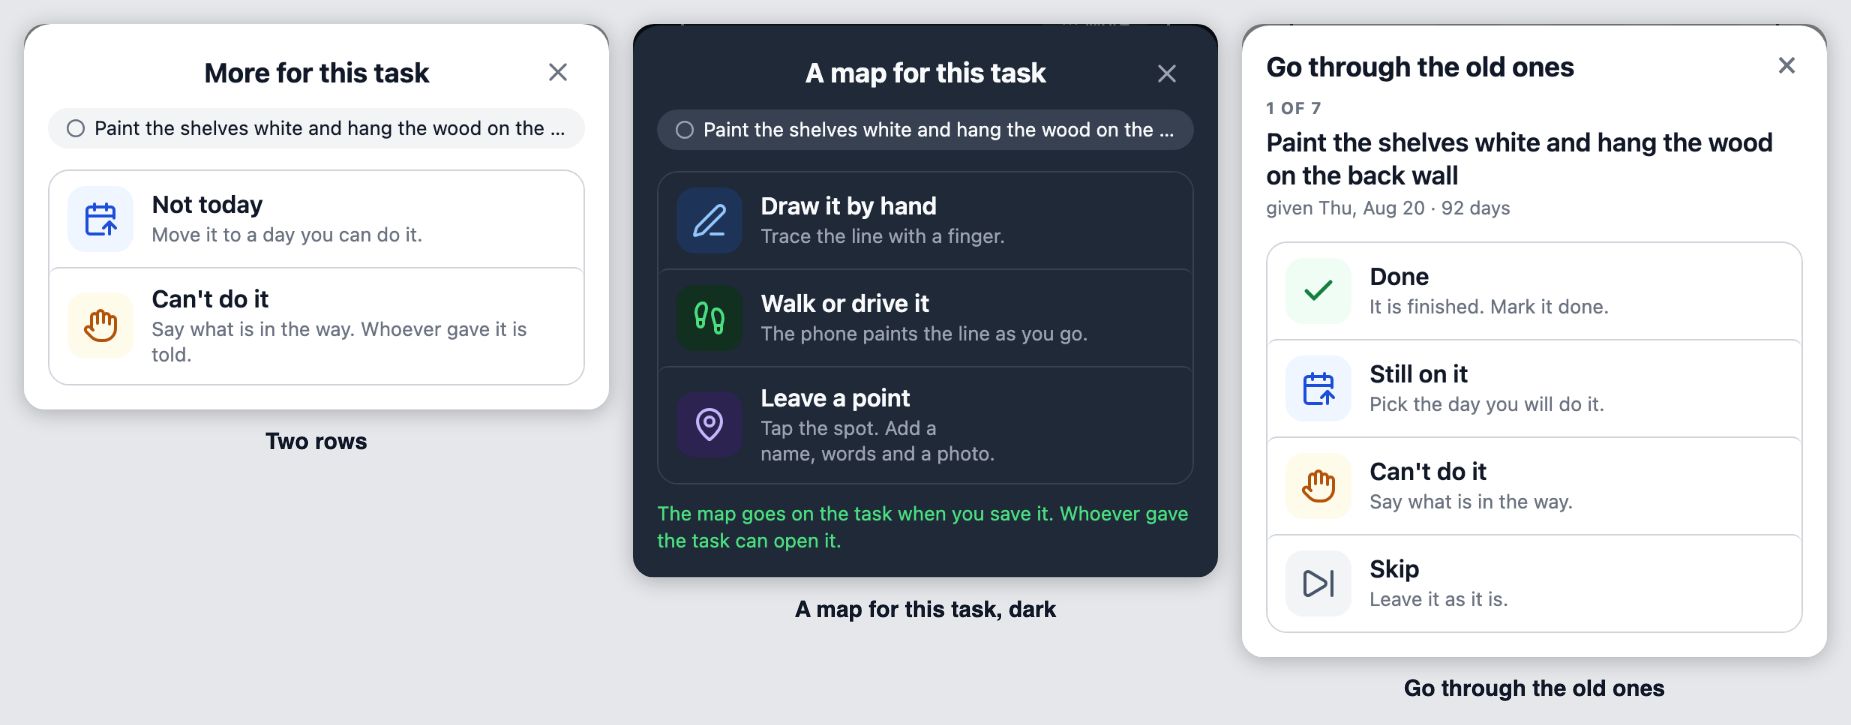 More for this task
Paint the shelves white and hang the wood on the ...
Not today
Move it to a day you can do it.
Can't do it
Say what is in the way. Whoever gave it is
told.
Two rows
A map for this task
Paint the shelves white and hang the wood on the ...
Draw it by hand
Trace the line with a finger.
Walk or drive it
The phone paints the line as you go.
Leave a point
Tap the spot. Add a
name, words and a photo.
The map goes on the task when you save it. Whoever gave
the task can open it.
A map for this task, dark
Go through the old ones
1 OF 7
Paint the shelves white and hang the wood
on the back wall
given Thu, Aug 20 · 92 days
Done
It is finished. Mark it done.
Still on it
Pick the day you will do it.
Can't do it
Say what is in the way.
Skip
Leave it as it is.
Go through the old ones